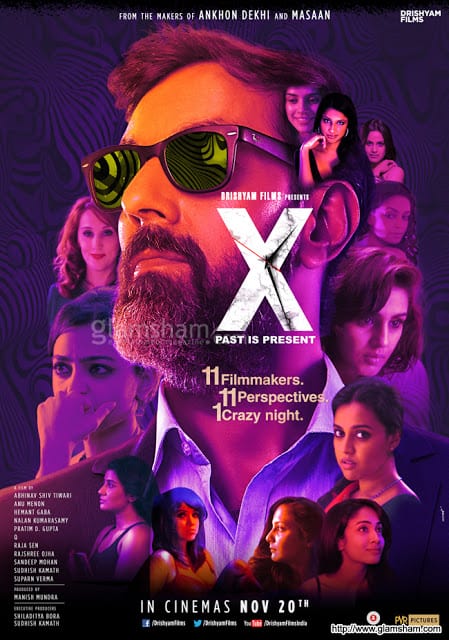 FROM THE MAKERS OF ANKHON DEKHI AND MASAAN
DRISHYAM
FILMS
DRISHYAM FILMS PRESENTS
X
PAST IS PRESENT
glamsham
11 Filmmakers.
11 Perspectives.
1 Crazy night.
A FILM BY
ABHINAV SHIV TIWARI
ANU MENON
HEMANT GABA
NALAN KUMARASAMY
PRATIM D. GUPTA
Q
RAJA SEN
RAJSHREE OJHA
SANDEEP MOHAN
SUDHISH KAMATH
SUPARN VERMA
PRODUCED BY
MANISH MUNDRA
EXECUTIVE PRODUCERS
SHILADITYA BORA
SUDHISH KAMATH
IN CINEMAS NOV 20TH
/DrishyamFilms
/DrishyamFilms
You Tube /DrishyamFilmsIndia
PVR PICTURES
http://www.glamsham.com